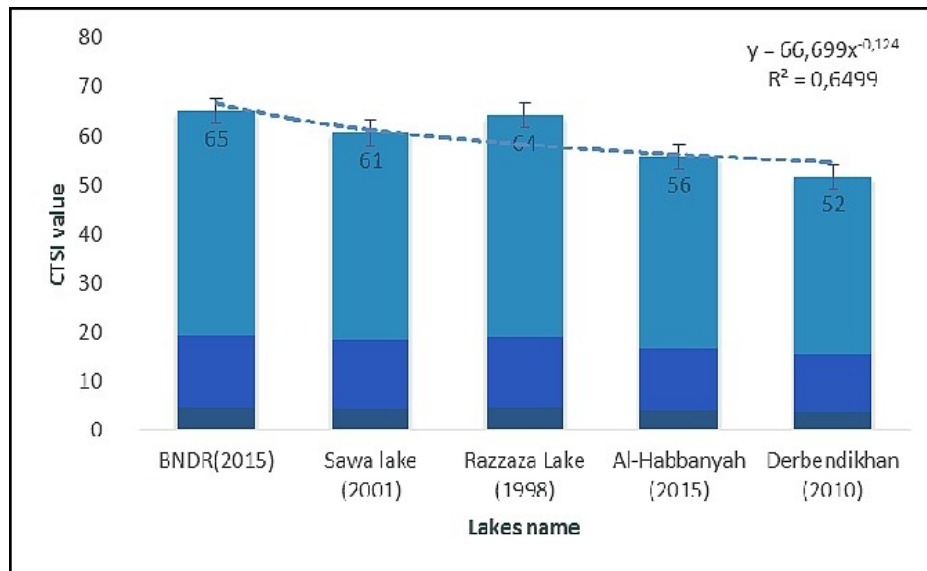 80
70
60
50
40
30
20
10
0
CTSI value
y = 66,699x-0,124
R² = 0,6499
65
61
64
56
52
BNDR(2015)
Sawa lake
(2001)
Razzaza Lake
(1998)
Al-Habbanyah
(2015)
Derbendikhan
(2010)
Lakes name